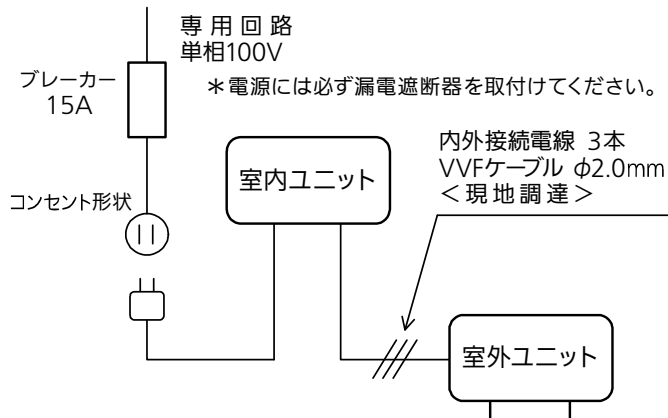 専用回路
単相100V
ブレーカー
15A
＊電源には必ず漏電遮断器を取付けてください。
内外接続電線 3本
VVFケーブル φ2.0mm
＜現地調達＞
室内ユニット
コンセント形状
室外ユニット